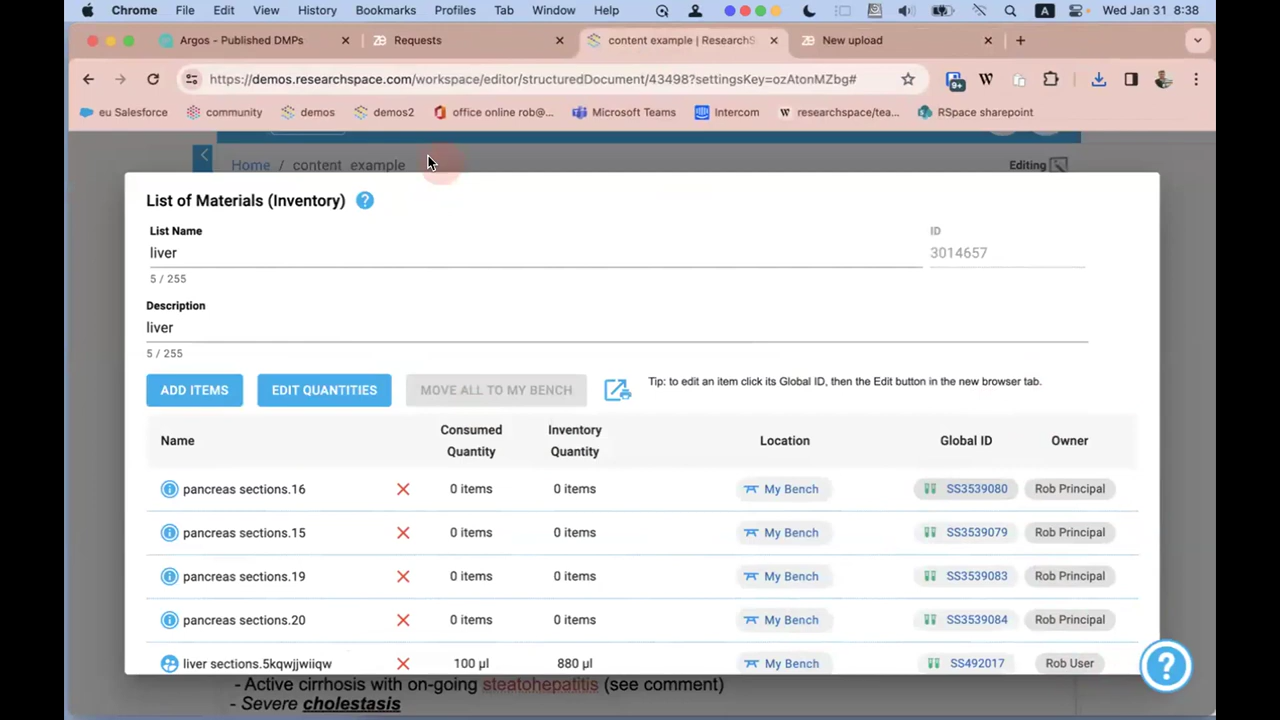 Chrome File Edit View History Bookmarks Profiles Tab Window Help A Wed Jan 31 8:38
Argos - Published DMPs Requests content example | ResearchS New upload
https://demos.researchspace.com/workspace/editor/structuredDocument/43498?settingsKey=ozAtonMZbg# 9+
eu Salesforce community demos demos2 office online rob@... Microsoft Teams Intercom researchspace/tea... RSpace sharepoint
Home / content example Editing
List of Materials (Inventory) ?
List Name ID
liver 3014657
5 / 255
Description
liver
5 / 255
ADD ITEMS EDIT QUANTITIES MOVE ALL TO MY BENCH Tip: to edit an item click its Global ID, then the Edit button in the new browser tab.
Name Consumed Quantity Inventory Quantity Location Global ID Owner
pancreas sections.16 0 items 0 items My Bench SS3539080 Rob Principal
pancreas sections.15 0 items 0 items My Bench SS3539079 Rob Principal
pancreas sections.19 0 items 0 items My Bench SS3539083 Rob Principal
pancreas sections.20 0 items 0 items My Bench SS3539084 Rob Principal
liver sections.5kqwjjwiiqw 100 µl 880 µl My Bench SS492017 Rob User
- Active cirrhosis with on-going steatohepatitis (see comment)
- Severe cholestasis
?